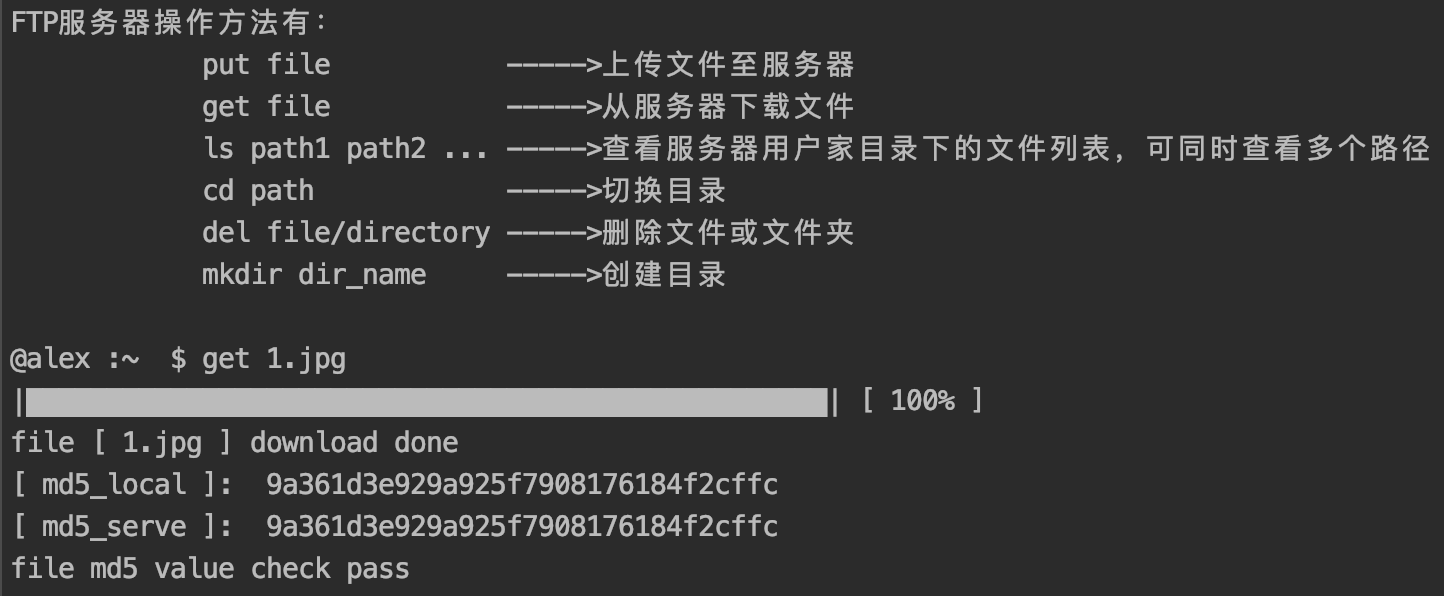 FTP服务器操作方法有:
put file ----->上传文件至服务器
get file ----->从服务器下载文件
ls path1 path2 ... ----->查看服务器用户家目录下的文件列表，可同时查看多个路径
cd path ----->切换目录
del file/directory ----->删除文件或文件夹
mkdir dir_name ----->创建目录
@alex :~  $ get 1.jpg
| | [ 100% ]
file [ 1.jpg ] download done
[ md5_local ]:  9a361d3e929a925f7908176184f2cffc
[ md5_serve ]:  9a361d3e929a925f7908176184f2cffc
file md5 value check pass